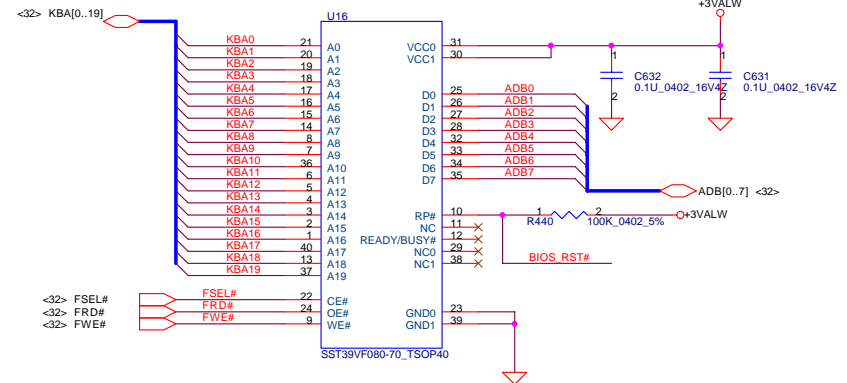 +3VALW
<32> KBA[0..19]
U16
KBA0 21 A0
KBA1 20 A1
KBA2 19 A2
KBA3 18 A3
KBA4 17 A4
KBA5 16 A5
KBA6 15 A6
KBA7 14 A7
KBA8 8 A8
KBA9 7 A9
KBA10 36 A10
KBA11 6 A11
KBA12 5 A12
KBA13 4 A13
KBA14 3 A14
KBA15 2 A15
KBA16 1 A16
KBA17 40 A17
KBA18 13 A18
KBA19 37 A19
<32> FSEL# FSEL# 22 CE#
<32> FRD# FRD# 24 OE#
<32> FWE# FWE# 9 WE#
VCC0 31
VCC1 30
D0 25 ADB0
D1 26 ADB1
D2 27 ADB2
D3 28 ADB3
D4 32 ADB4
D5 33 ADB5
D6 34 ADB6
D7 35 ADB7
RP# 10
NC 11
READY/BUSY# 12
NC0 29
NC1 38
GND0 23
GND1 39
SST39VF080-70_TSOP40
1
C632
0.1U_0402_16V4Z
2
1
C631
0.1U_0402_16V4Z
2
ADB[0..7] <32>
1 2 +3VALW
R440 100K_0402_5%
BIOS_RST#